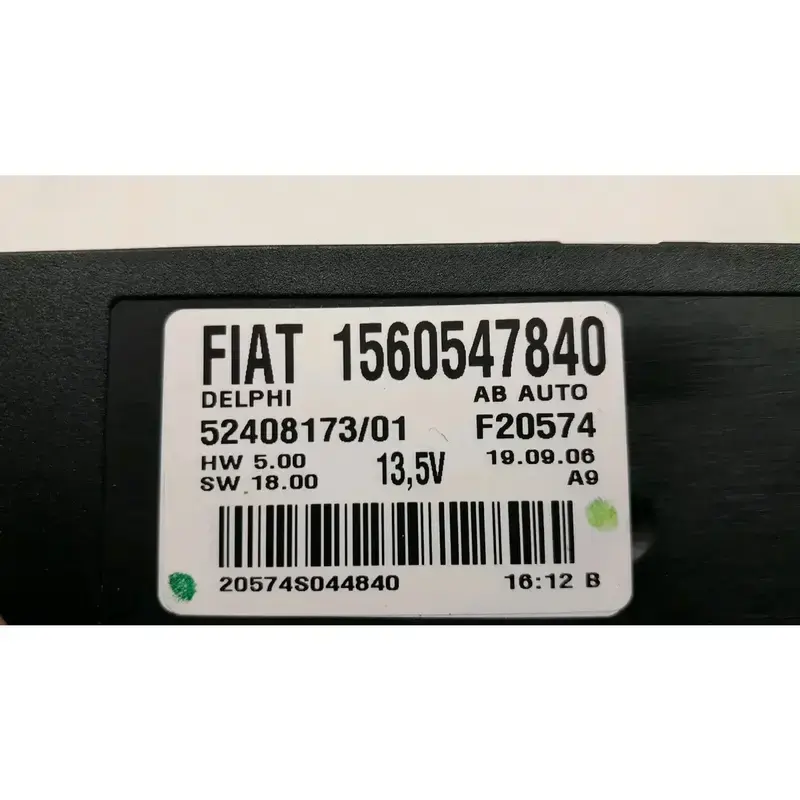 FIAT 1560547840
DELPHI AB AUTO
52408173/01 F20574
HW 5.00 13,5V 19.09.06
SW 18.00 A9
20574S044840 16:12 B